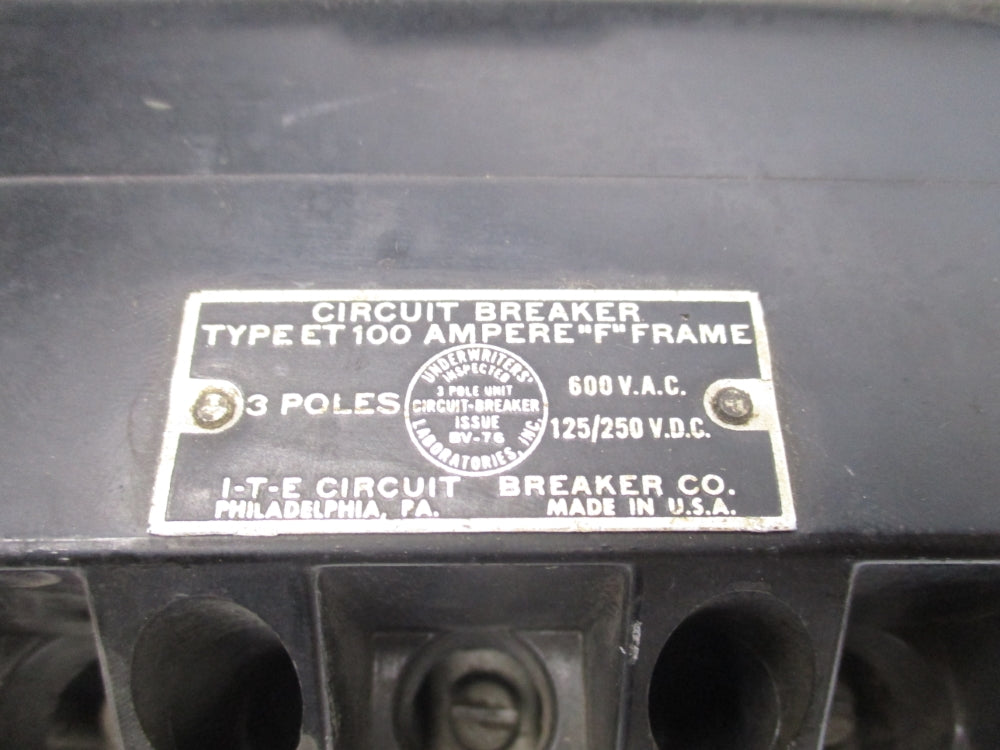 CIRCUIT BREAKER
TYPE ET 100 AMPERE "F" FRAME
3 POLES
UNDERWRITERS'
INSPECTED
3 POLE UNIT
CIRCUIT-BREAKER
ISSUE
BV-76
LABORATORIES, INC.
600 V.A.C.
125/250 V.D.C.
I-T-E CIRCUIT BREAKER CO.
PHILADELPHIA, PA. MADE IN U.S.A.